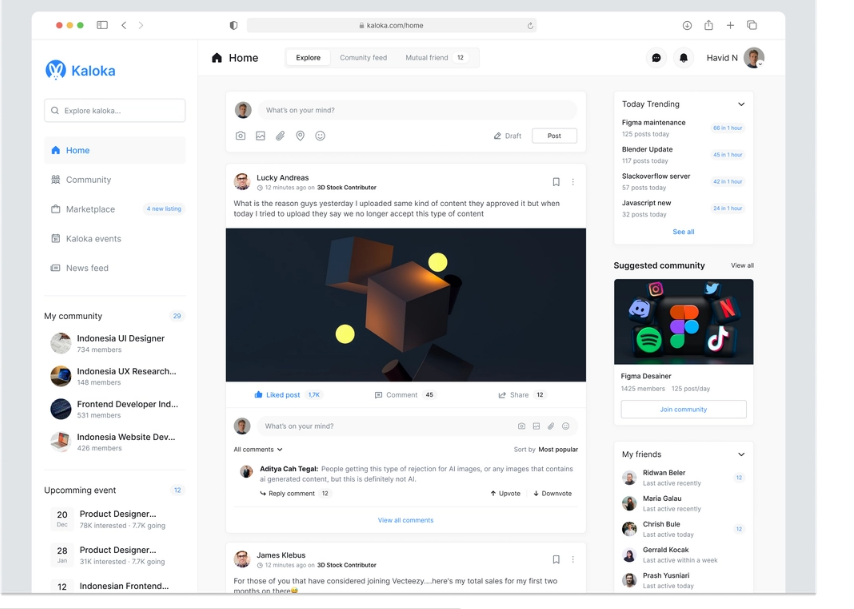 kaloka.com/home
Kaloka
Explore kaloka...
Home
Community
Marketplace
4 new listing
Kaloka events
News feed
My community
29
Indonesia UI Designer
734 members
Indonesia UX Research...
148 members
Frontend Developer Ind...
531 members
Indonesia Website Dev...
426 members
Upcomming event
12
20
Dec
Product Designer...
78K interested · 7.7K going
28
Jan
Product Designer...
31K interested · 7.7K going
12
Indonesian Frontend...
Home
Explore
Comunity feed
Mutual friend
12
Havid N
What's on your mind?
Draft
Post
Lucky Andreas
12 minutes ago on 3D Stock Contributor
What is the reason guys yesterday I uploaded same kind of content they approved it but when
today I tried to upload they say we no longer accept this type of content
Liked post
1,7K
Comment
45
Share
12
What's on your mind?
All comments
Sort by Most popular
Aditya Cah Tegal: People getting this type of rejection for AI images, or any images that contains
ai generated content, but this is definitely not AI.
Reply comment
12
Upvote
Downvote
View all comments
James Klebus
12 minutes ago on 3D Stock Contributor
For those of you that have considered joining Vecteezy....here's my total sales for my first two
months on there😅
Today Trending
Figma maintenance
125 posts today
66 in 1 hour
Blender Update
117 posts today
45 in 1 hour
Slackoverflow server
57 posts today
42 in 1 hour
Javascript new
32 posts today
24 in 1 hour
See all
Suggested community
View all
Figma Desainer
1425 members
125 post/day
Join community
My friends
Ridwan Beler
Last active recently
12
Maria Galau
Last active recently
Chrish Bule
Last active today
12
Gerrald Kocak
Last active within a week
Prash Yusniari
Last active today